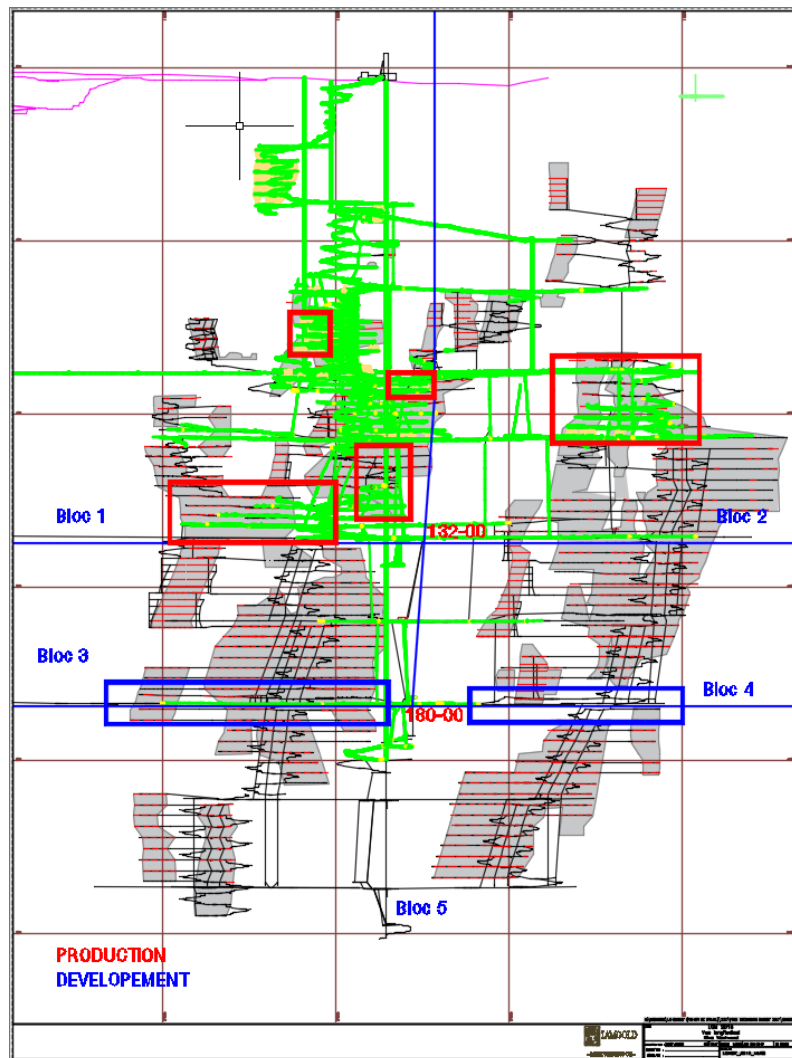 Bloc 1
132-00
Bloc 2
Bloc 3
Bloc 4
180-00
Bloc 5
PRODUCTION
DEVELOPEMENT
IAMGOLD